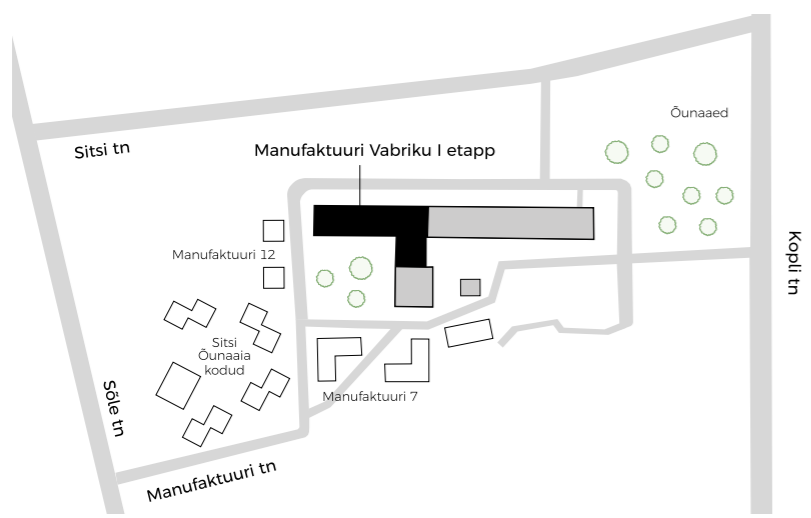 Õunaaed
Sitsi tn
Manufaktuuri Vabriku I etapp
Kopli tn
Manufaktuuri 12
Sitsi
Õunaaia
kodud
Sõle tn
Manufaktuuri 7
Manufaktuuri tn